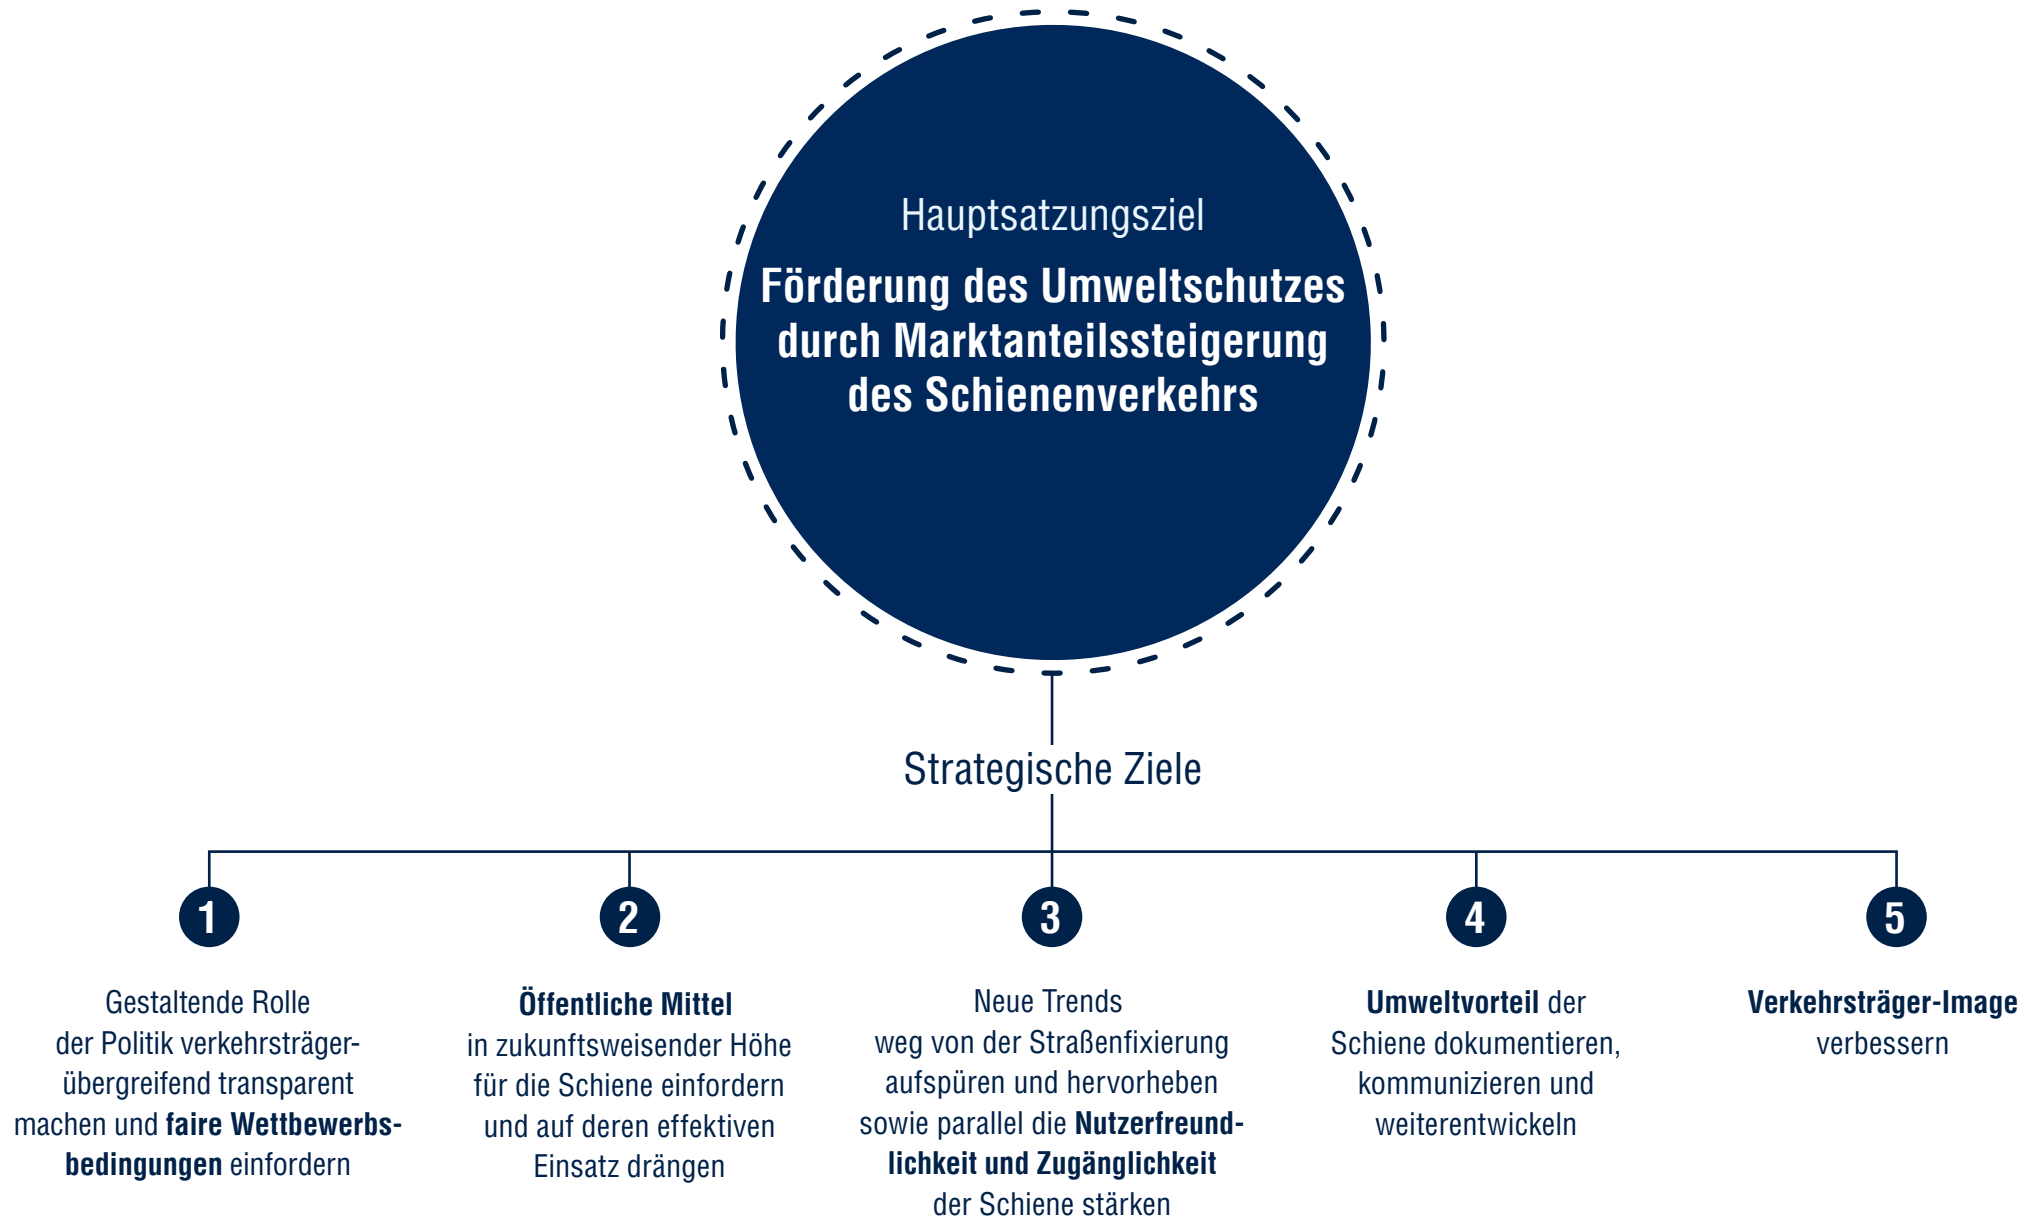 Hauptsatzungsziel
Förderung des Umweltschutzes
durch Marktanteilssteigerung
des Schienenverkehrs
Strategische Ziele
1
Gestaltende Rolle
der Politik verkehrsträger-
übergreifend transparent
machen und faire Wettbewerbs-
bedingungen einfordern
2
Öffentliche Mittel
in zukunftsweisender Höhe
für die Schiene einfordern
und auf deren effektiven
Einsatz drängen
3
Neue Trends
weg von der Straßenfixierung
aufspüren und hervorheben
sowie parallel die Nutzerfreund-
lichkeit und Zugänglichkeit
der Schiene stärken
4
Umweltvorteil der
Schiene dokumentieren,
kommunizieren und
weiterentwickeln
5
Verkehrsträger-Image
verbessern